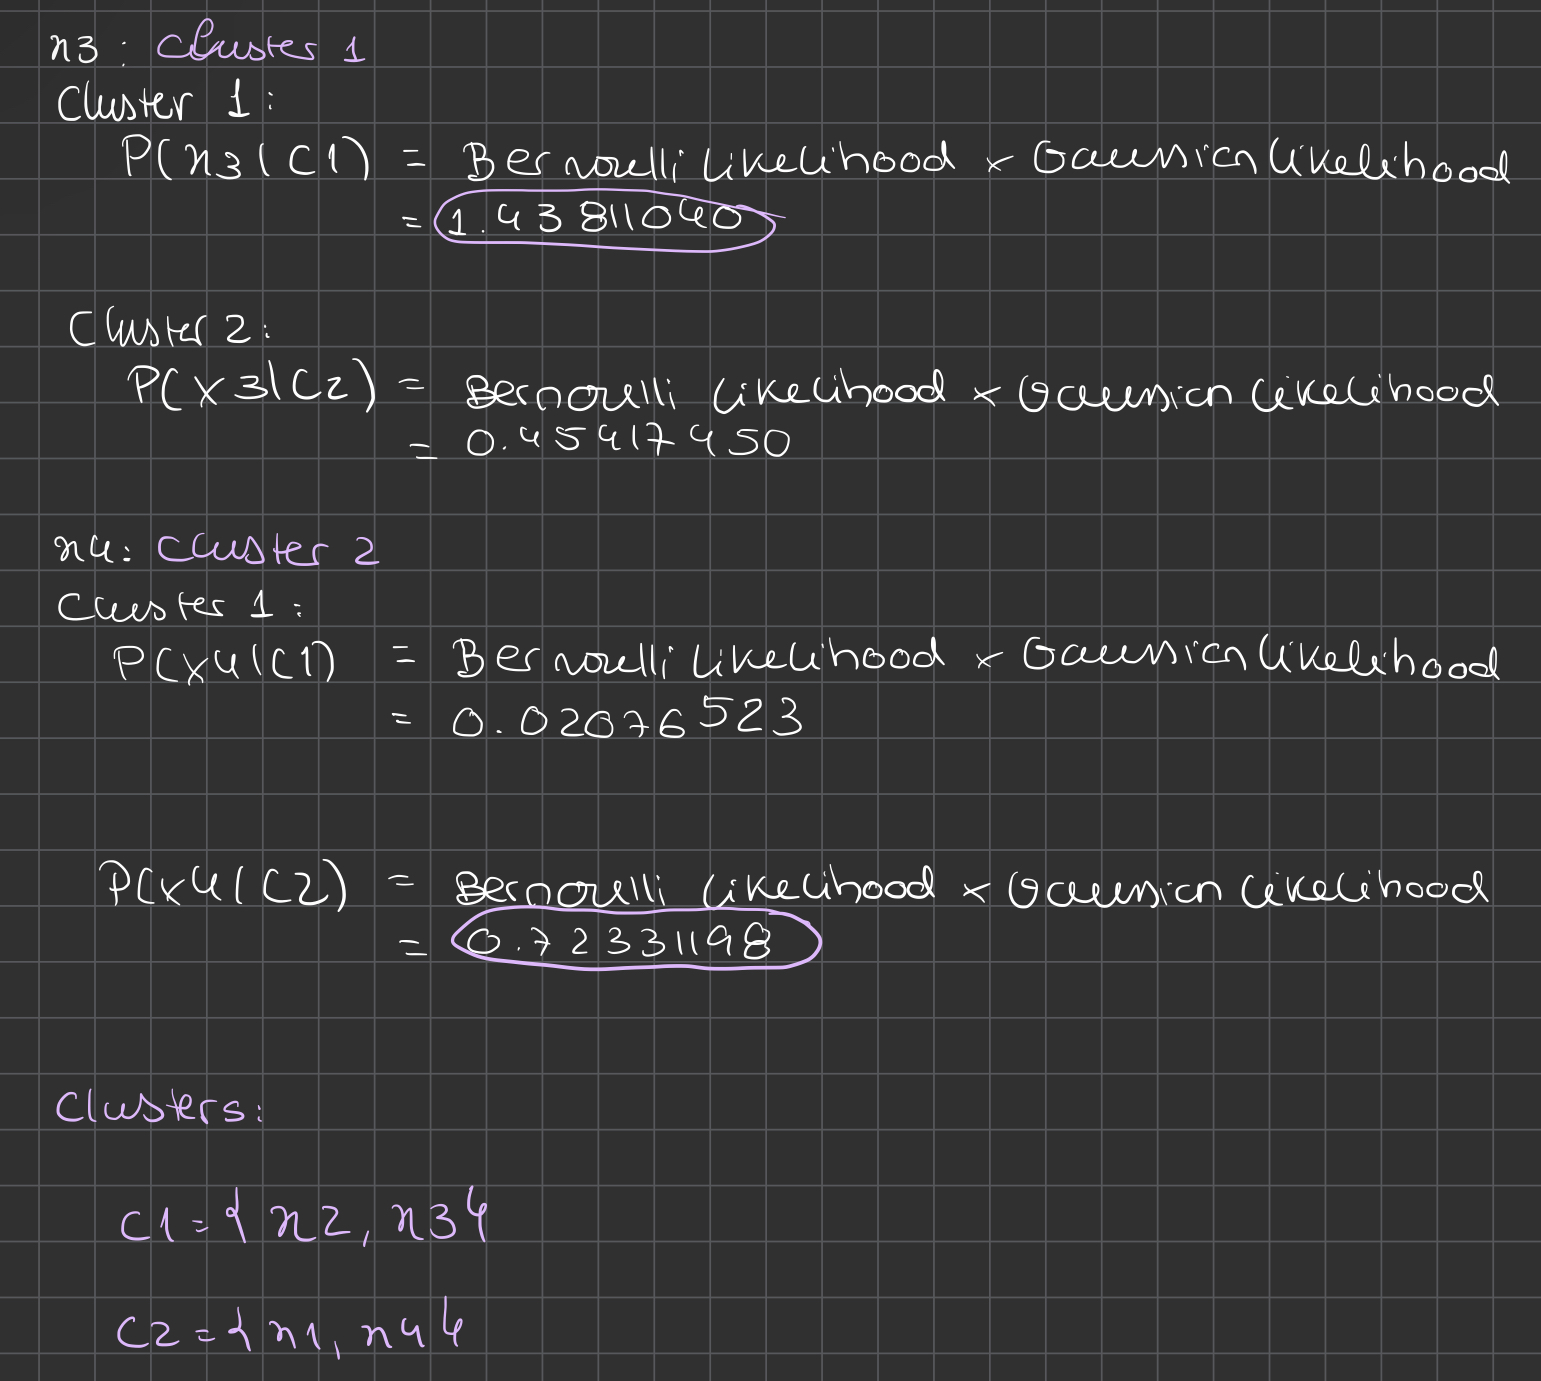 x3: Cluster 1
Cluster 1:
P(x3|C1) = Bernoulli Likelihood × Gaussian Likelihood
= 1.43811040
Cluster 2:
P(x3|C2) = Bernoulli Likelihood × Gaussian Likelihood
= 0.45417450
x4: Cluster 2
Cluster 1:
P(x4|C1) = Bernoulli Likelihood × Gaussian Likelihood
= 0.02076523
P(x4|C2) = Bernoulli Likelihood × Gaussian Likelihood
= 0.72331198
Clusters:
C1={x2, x3}
C2={x1, x4}